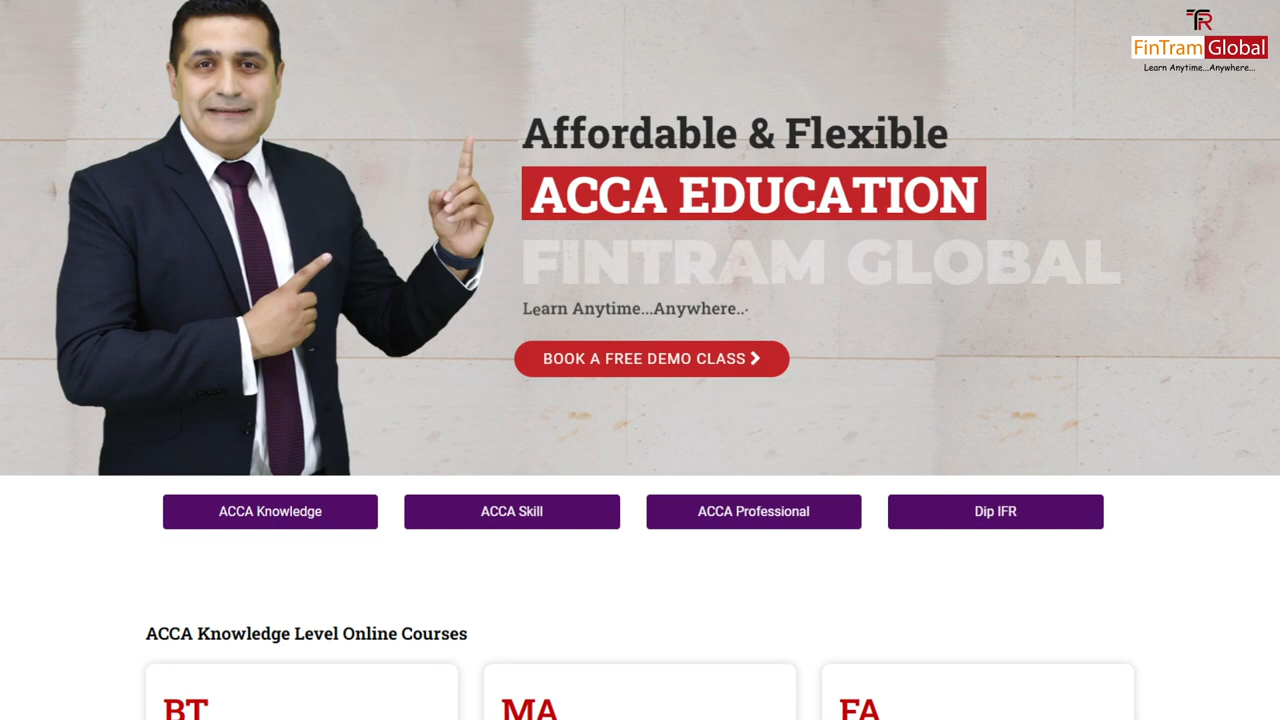 TFR
FinTram Global
Learn Anytime...Anywhere...
Affordable & Flexible
ACCA EDUCATION
FINTRAM GLOBAL
Learn Anytime...Anywhere...
BOOK A FREE DEMO CLASS
ACCA Knowledge
ACCA Skill
ACCA Professional
Dip IFR
ACCA Knowledge Level Online Courses
BT
MA
FA